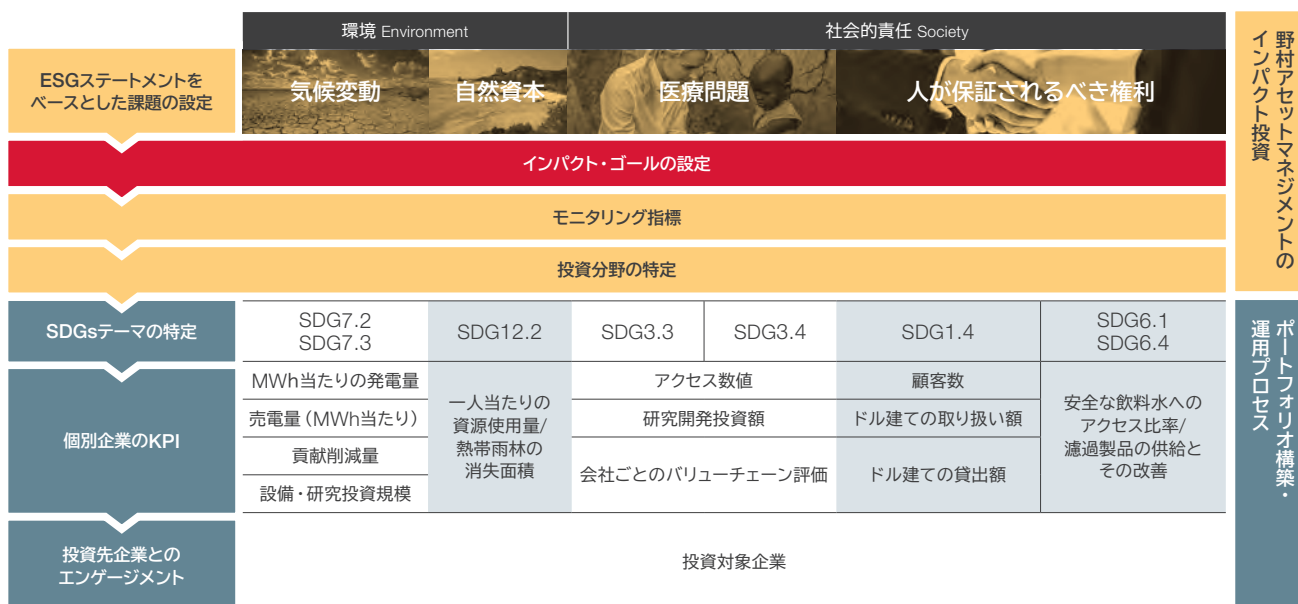 環境 Environment
社会的責任 Society
ESGステートメントを
ベースとした課題の設定
気候変動
自然資本
医療問題
人が保証されるべき権利
インパクト・ゴールの設定
モニタリング指標
投資分野の特定
SDGsテーマの特定
SDG7.2
SDG7.3
SDG12.2
SDG3.3
SDG3.4
SDG1.4
SDG6.1
SDG6.4
個別企業のKPI
MWh当たりの発電量
売電量（MWh当たり）
貢献削減量
設備・研究投資規模
一人当たりの
資源使用量/
熱帯雨林の
消失面積
アクセス数値
研究開発投資額
会社ごとのバリューチェーン評価
顧客数
ドル建ての取り扱い額
ドル建ての貸出額
安全な飲料水への
アクセス比率/
濾過製品の供給と
その改善
投資先企業との
エンゲージメント
投資対象企業
野村アセットマネジメントの
インパクト投資
ポートフォリオ構築・
運用プロセス